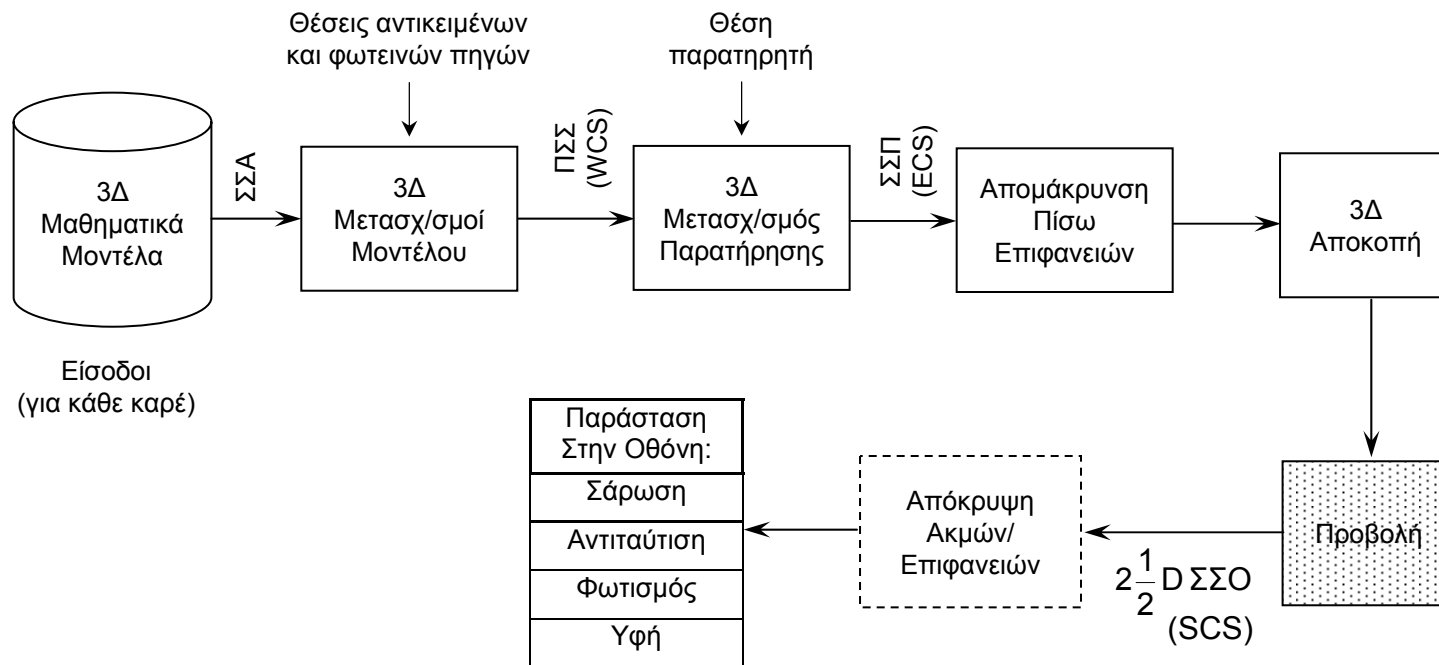 Θέσεις αντικειμένων
και φωτεινών πηγών
Θέση
παρατηρητή
3Δ
Μαθηματικά
Μοντέλα
ΣΣΑ
3Δ
Μετασχ/σμοί
Μοντέλου
ΠΣΣ
(WCS)
3Δ
Μετασχ/σμός
Παρατήρησης
ΣΣΠ
(ECS)
Απομάκρυνση
Πίσω
Επιφανειών
3Δ
Αποκοπή
Είσοδοι
(για κάθε καρέ)
Προβολή
2 1/2 D ΣΣΟ
(SCS)
Απόκρυψη
Ακμών/
Επιφανειών
Παράσταση
Στην Οθόνη:
Σάρωση
Αντιταύτιση
Φωτισμός
Υφή